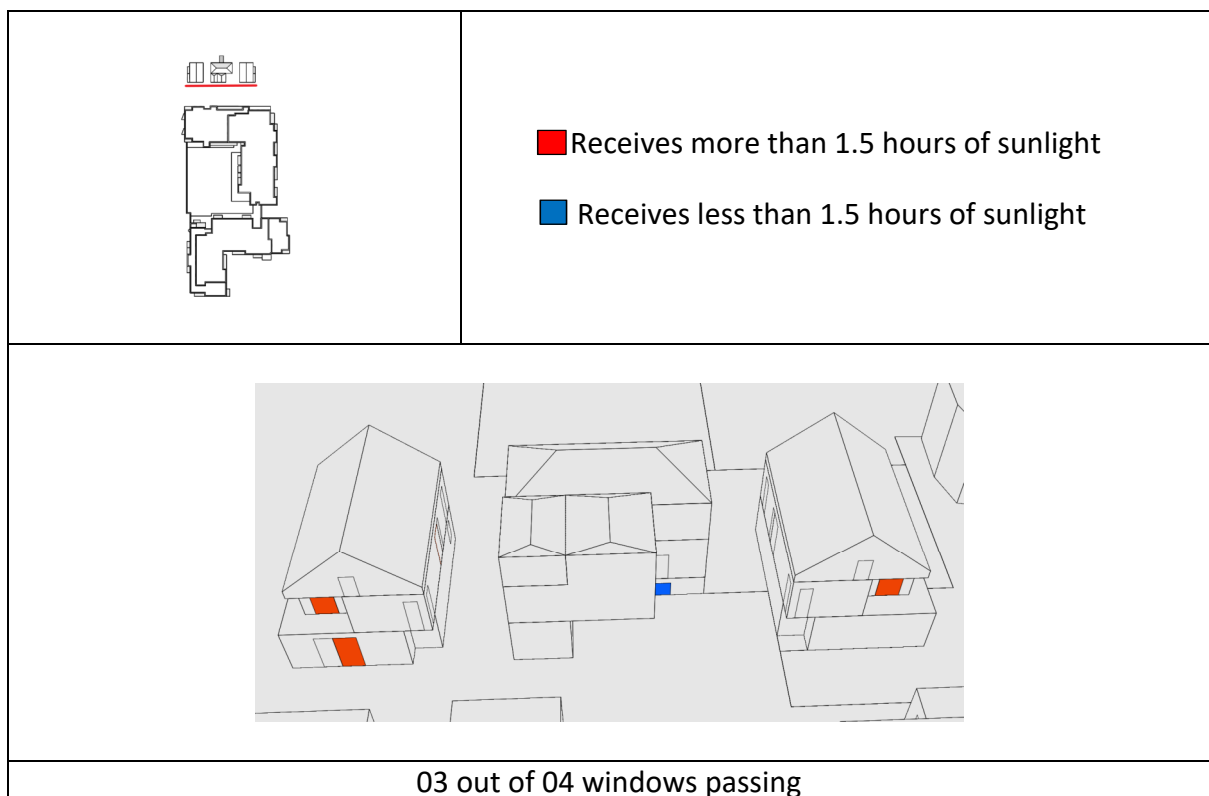 Receives more than 1.5 hours of sunlight
Receives less than 1.5 hours of sunlight
03 out of 04 windows passing